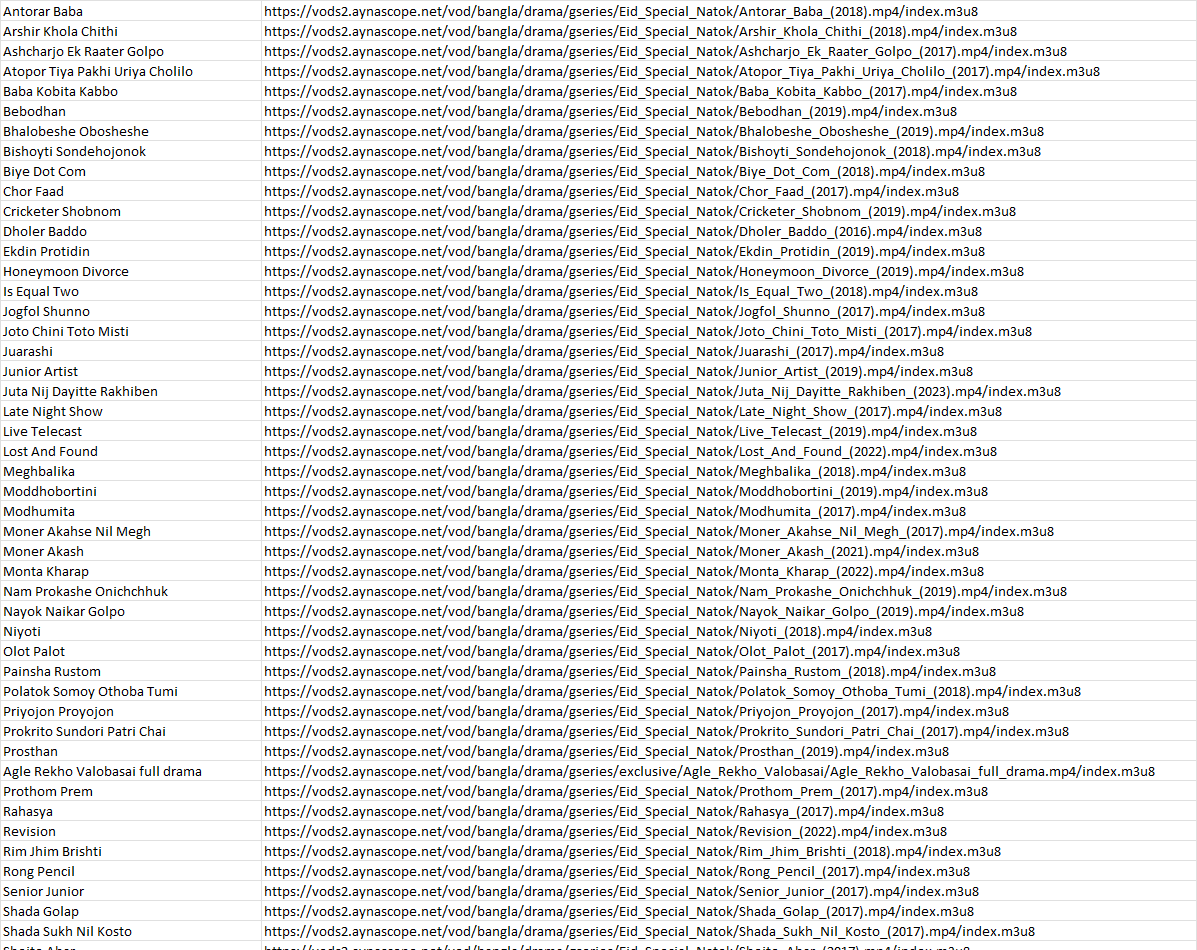 Antorar Baba https://vods2.aynascope.net/vod/bangla/drama/gseries/Eid_Special_Natok/Antorar_Baba_(2018).mp4/index.m3u8
Arshir Khola Chithi https://vods2.aynascope.net/vod/bangla/drama/gseries/Eid_Special_Natok/Arshir_Khola_Chithi_(2018).mp4/index.m3u8
Ashcharjo Ek Raater Golpo https://vods2.aynascope.net/vod/bangla/drama/gseries/Eid_Special_Natok/Ashcharjo_Ek_Raater_Golpo_(2017).mp4/index.m3u8
Atopor Tiya Pakhi Uriya Cholilo https://vods2.aynascope.net/vod/bangla/drama/gseries/Eid_Special_Natok/Atopor_Tiya_Pakhi_Uriya_Cholilo_(2017).mp4/index.m3u8
Baba Kobita Kabbo https://vods2.aynascope.net/vod/bangla/drama/gseries/Eid_Special_Natok/Baba_Kobita_Kabbo_(2017).mp4/index.m3u8
Bebodhan https://vods2.aynascope.net/vod/bangla/drama/gseries/Eid_Special_Natok/Bebodhan_(2019).mp4/index.m3u8
Bhalobeshe Obosheshe https://vods2.aynascope.net/vod/bangla/drama/gseries/Eid_Special_Natok/Bhalobeshe_Obosheshe_(2019).mp4/index.m3u8
Bishoyti Sondehojonok https://vods2.aynascope.net/vod/bangla/drama/gseries/Eid_Special_Natok/Bishoyti_Sondehojonok_(2018).mp4/index.m3u8
Biye Dot Com https://vods2.aynascope.net/vod/bangla/drama/gseries/Eid_Special_Natok/Biye_Dot_Com_(2018).mp4/index.m3u8
Chor Faad https://vods2.aynascope.net/vod/bangla/drama/gseries/Eid_Special_Natok/Chor_Faad_(2017).mp4/index.m3u8
Cricketer Shobnom https://vods2.aynascope.net/vod/bangla/drama/gseries/Eid_Special_Natok/Cricketer_Shobnom_(2019).mp4/index.m3u8
Dholer Baddo https://vods2.aynascope.net/vod/bangla/drama/gseries/Eid_Special_Natok/Dholer_Baddo_(2016).mp4/index.m3u8
Ekdin Protidin https://vods2.aynascope.net/vod/bangla/drama/gseries/Eid_Special_Natok/Ekdin_Protidin_(2019).mp4/index.m3u8
Honeymoon Divorce https://vods2.aynascope.net/vod/bangla/drama/gseries/Eid_Special_Natok/Honeymoon_Divorce_(2019).mp4/index.m3u8
Is Equal Two https://vods2.aynascope.net/vod/bangla/drama/gseries/Eid_Special_Natok/Is_Equal_Two_(2018).mp4/index.m3u8
Jogfol Shunno https://vods2.aynascope.net/vod/bangla/drama/gseries/Eid_Special_Natok/Jogfol_Shunno_(2017).mp4/index.m3u8
Joto Chini Toto Misti https://vods2.aynascope.net/vod/bangla/drama/gseries/Eid_Special_Natok/Joto_Chini_Toto_Misti_(2017).mp4/index.m3u8
Juarashi https://vods2.aynascope.net/vod/bangla/drama/gseries/Eid_Special_Natok/Juarashi_(2017).mp4/index.m3u8
Junior Artist https://vods2.aynascope.net/vod/bangla/drama/gseries/Eid_Special_Natok/Junior_Artist_(2019).mp4/index.m3u8
Juta Nij Dayitte Rakhiben https://vods2.aynascope.net/vod/bangla/drama/gseries/Eid_Special_Natok/Juta_Nij_Dayitte_Rakhiben_(2023).mp4/index.m3u8
Late Night Show https://vods2.aynascope.net/vod/bangla/drama/gseries/Eid_Special_Natok/Late_Night_Show_(2017).mp4/index.m3u8
Live Telecast https://vods2.aynascope.net/vod/bangla/drama/gseries/Eid_Special_Natok/Live_Telecast_(2019).mp4/index.m3u8
Lost And Found https://vods2.aynascope.net/vod/bangla/drama/gseries/Eid_Special_Natok/Lost_And_Found_(2022).mp4/index.m3u8
Meghbalika https://vods2.aynascope.net/vod/bangla/drama/gseries/Eid_Special_Natok/Meghbalika_(2018).mp4/index.m3u8
Moddhobortini https://vods2.aynascope.net/vod/bangla/drama/gseries/Eid_Special_Natok/Moddhobortini_(2019).mp4/index.m3u8
Modhumita https://vods2.aynascope.net/vod/bangla/drama/gseries/Eid_Special_Natok/Modhumita_(2017).mp4/index.m3u8
Moner Akahse Nil Megh https://vods2.aynascope.net/vod/bangla/drama/gseries/Eid_Special_Natok/Moner_Akahse_Nil_Megh_(2017).mp4/index.m3u8
Moner Akash https://vods2.aynascope.net/vod/bangla/drama/gseries/Eid_Special_Natok/Moner_Akash_(2021).mp4/index.m3u8
Monta Kharap https://vods2.aynascope.net/vod/bangla/drama/gseries/Eid_Special_Natok/Monta_Kharap_(2022).mp4/index.m3u8
Nam Prokashe Onichchhuk https://vods2.aynascope.net/vod/bangla/drama/gseries/Eid_Special_Natok/Nam_Prokashe_Onichchhuk_(2019).mp4/index.m3u8
Nayok Naikar Golpo https://vods2.aynascope.net/vod/bangla/drama/gseries/Eid_Special_Natok/Nayok_Naikar_Golpo_(2019).mp4/index.m3u8
Niyoti https://vods2.aynascope.net/vod/bangla/drama/gseries/Eid_Special_Natok/Niyoti_(2018).mp4/index.m3u8
Olot Palot https://vods2.aynascope.net/vod/bangla/drama/gseries/Eid_Special_Natok/Olot_Palot_(2017).mp4/index.m3u8
Painsha Rustom https://vods2.aynascope.net/vod/bangla/drama/gseries/Eid_Special_Natok/Painsha_Rustom_(2018).mp4/index.m3u8
Polatok Somoy Othoba Tumi https://vods2.aynascope.net/vod/bangla/drama/gseries/Eid_Special_Natok/Polatok_Somoy_Othoba_Tumi_(2018).mp4/index.m3u8
Priyojon Proyojon https://vods2.aynascope.net/vod/bangla/drama/gseries/Eid_Special_Natok/Priyojon_Proyojon_(2017).mp4/index.m3u8
Prokrito Sundori Patri Chai https://vods2.aynascope.net/vod/bangla/drama/gseries/Eid_Special_Natok/Prokrito_Sundori_Patri_Chai_(2017).mp4/index.m3u8
Prosthan https://vods2.aynascope.net/vod/bangla/drama/gseries/Eid_Special_Natok/Prosthan_(2019).mp4/index.m3u8
Agle Rekho Valobasai full drama https://vods2.aynascope.net/vod/bangla/drama/gseries/exclusive/Agle_Rekho_Valobasai/Agle_Rekho_Valobasai_full_drama.mp4/index.m3u8
Prothom Prem https://vods2.aynascope.net/vod/bangla/drama/gseries/Eid_Special_Natok/Prothom_Prem_(2017).mp4/index.m3u8
Rahasya https://vods2.aynascope.net/vod/bangla/drama/gseries/Eid_Special_Natok/Rahasya_(2017).mp4/index.m3u8
Revision https://vods2.aynascope.net/vod/bangla/drama/gseries/Eid_Special_Natok/Revision_(2022).mp4/index.m3u8
Rim Jhim Brishti https://vods2.aynascope.net/vod/bangla/drama/gseries/Eid_Special_Natok/Rim_Jhim_Brishti_(2018).mp4/index.m3u8
Rong Pencil https://vods2.aynascope.net/vod/bangla/drama/gseries/Eid_Special_Natok/Rong_Pencil_(2017).mp4/index.m3u8
Senior Junior https://vods2.aynascope.net/vod/bangla/drama/gseries/Eid_Special_Natok/Senior_Junior_(2017).mp4/index.m3u8
Shada Golap https://vods2.aynascope.net/vod/bangla/drama/gseries/Eid_Special_Natok/Shada_Golap_(2017).mp4/index.m3u8
Shada Sukh Nil Kosto https://vods2.aynascope.net/vod/bangla/drama/gseries/Eid_Special_Natok/Shada_Sukh_Nil_Kosto_(2017).mp4/index.m3u8